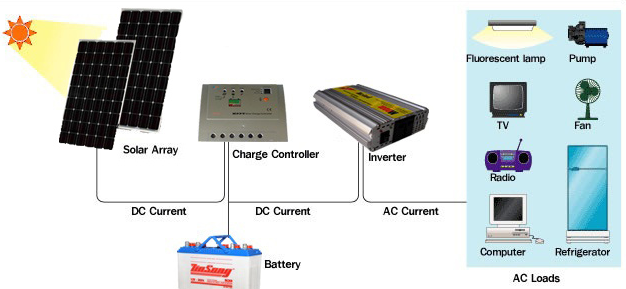 Fluorescent lamp
Pump
TV
Fan
Solar Array
Charge Controller
Inverter
Radio
DC Current
DC Current
AC Current
Computer
Refrigerator
Battery
AC Loads